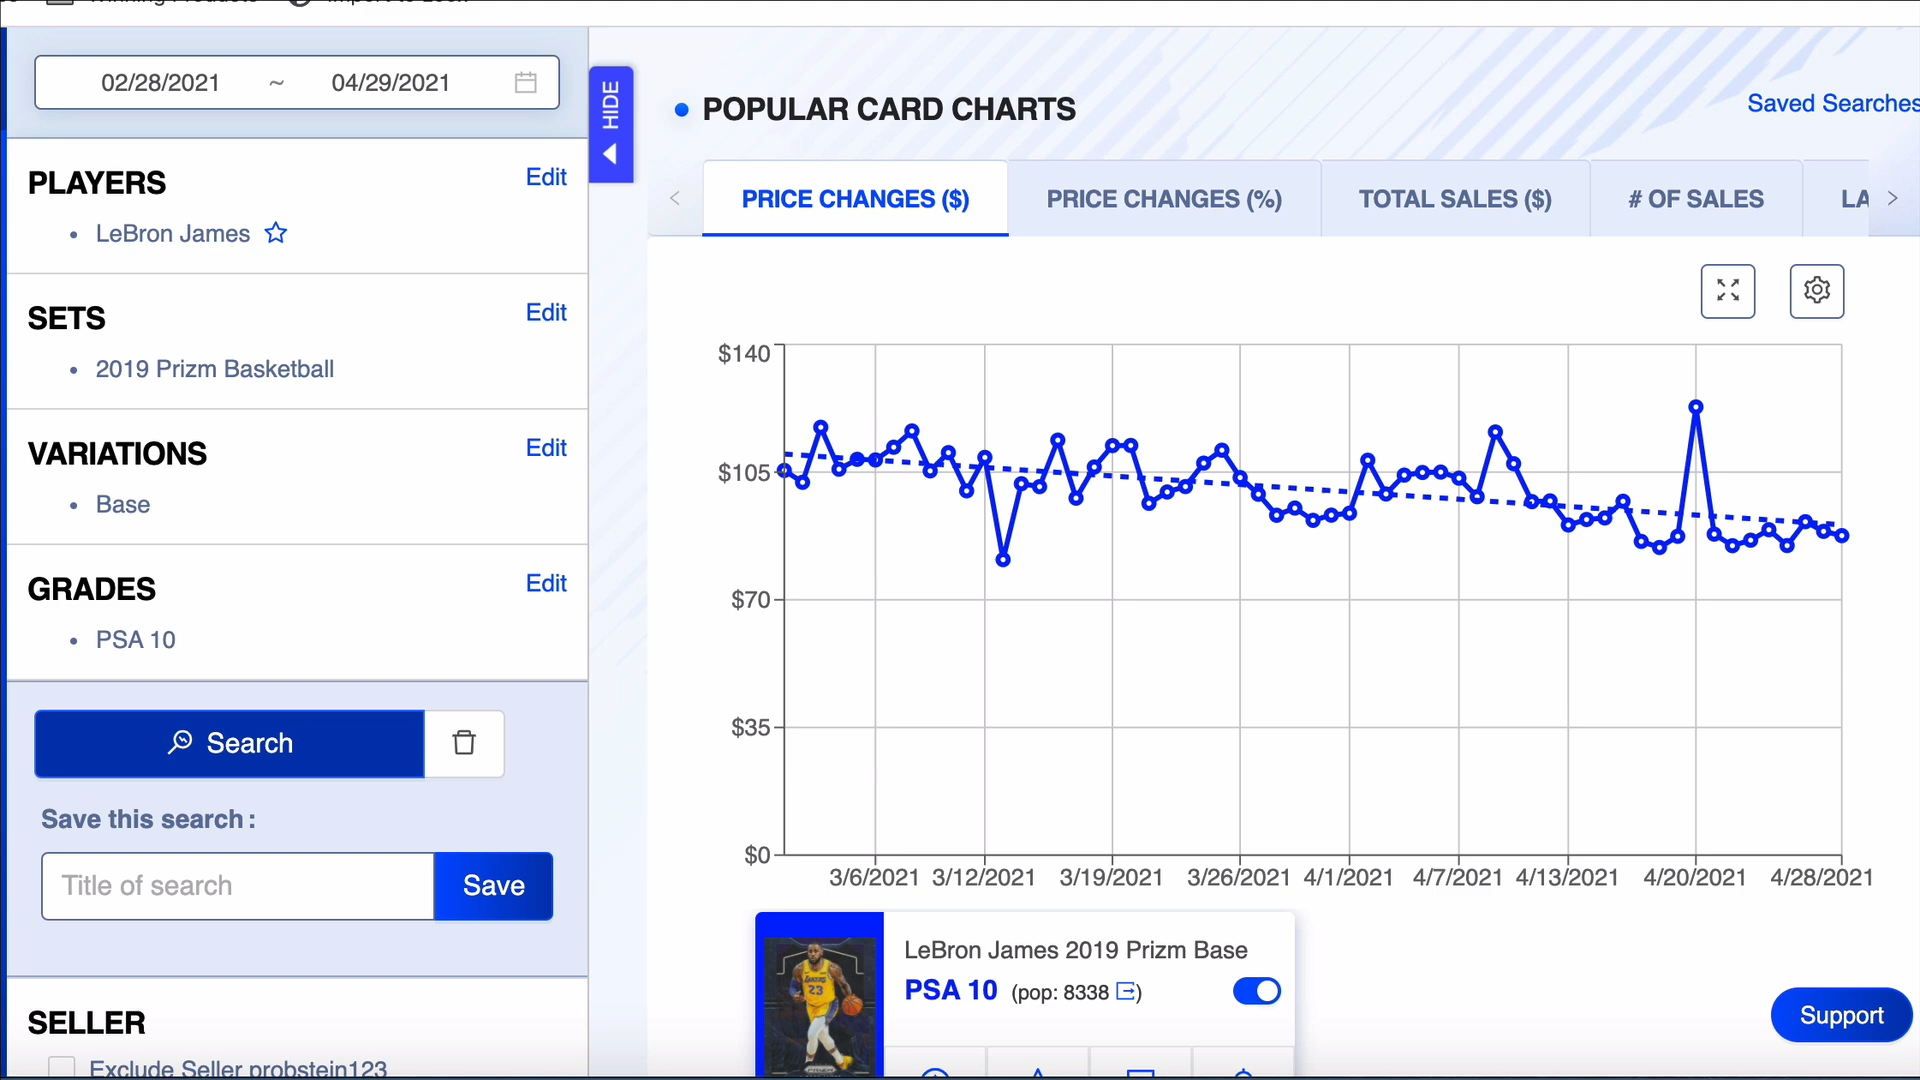 02/28/2021 ~ 04/29/2021
HIDE
PLAYERS Edit
LeBron James
SETS Edit
2019 Prizm Basketball
VARIATIONS Edit
Base
GRADES Edit
PSA 10
Search
Save this search :
Title of search Save
SELLER
Exclude Seller probstein123
POPULAR CARD CHARTS
Saved Searches
PRICE CHANGES ($) PRICE CHANGES (%) TOTAL SALES ($) # OF SALES LA
$140
$105
$70
$35
$0
3/6/2021 3/12/2021 3/19/2021 3/26/2021 4/1/2021 4/7/2021 4/13/2021 4/20/2021 4/28/2021
LeBron James 2019 Prizm Base
PSA 10 (pop: 8338 )
LAKERS
23
PRIZM
Support